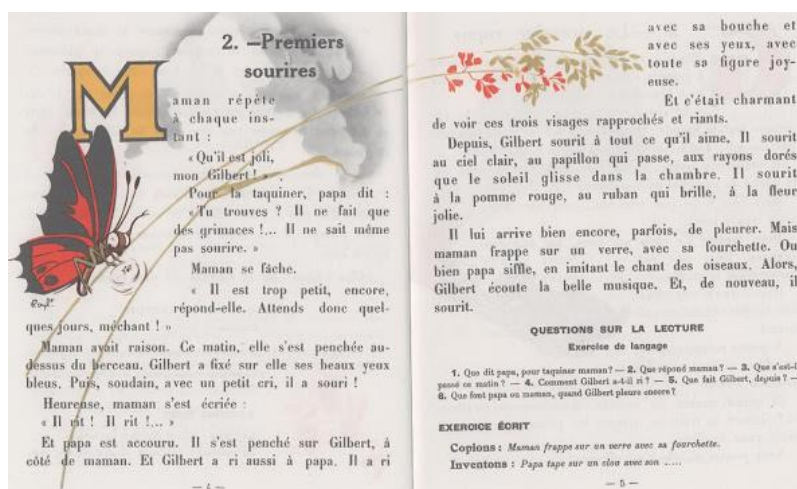 2. —Premiers
sourires
Maman répète
à chaque ins-
tant :
« Qu'il est joli,
mon Gilbert ! »
Pour la taquiner, papa dit :
« Tu trouves ? Il ne fait que
des grimaces !... Il ne sait même
pas sourire. »
Maman se fâche.
« Il est trop petit, encore,
répond-elle. Attends donc quel-
ques jours, méchant ! »
Maman avait raison. Ce matin, elle s'est penchée au-
dessus du berceau. Gilbert a fixé sur elle ses beaux yeux
bleus. Puis, soudain, avec un petit cri, il a souri !
Heureuse, maman s'est écriée :
« Il rit ! Il rit !... »
Et papa est accouru. Il s'est penché sur Gilbert, à
côté de maman. Et Gilbert a ri aussi à papa. Il a ri
— 4 —
avec sa bouche et
avec ses yeux, avec
toute sa figure joy-
euse.
Et c'était charmant
de voir ces trois visages rapprochés et riants.
Depuis, Gilbert sourit à tout ce qu'il aime. Il sourit
au ciel clair, au papillon qui passe, aux rayons dorés
que le soleil glisse dans la chambre. Il sourit
à la pomme rouge, au ruban qui brille, à la fleur
jolie.
Il lui arrive bien encore, parfois, de pleurer. Mais
maman frappe sur un verre, avec sa fourchette. Ou
bien papa siffle, en imitant le chant des oiseaux. Alors,
Gilbert écoute la belle musique. Et, de nouveau, il
sourit.
QUESTIONS SUR LA LECTURE
Exercice de langage
1. Que dit papa, pour taquiner maman ? — 2. Que répond maman ? — 3. Que s'est-il
passé ce matin ? — 4. Comment Gilbert a-t-il ri ? — 5. Que fait Gilbert, depuis ? —
6. Que font papa ou maman, quand Gilbert pleure encore ?
EXERCICE ÉCRIT
Copions : Maman frappe sur un verre avec sa fourchette.
Inventons : Papa tape sur un clou avec son .....
— 5 —